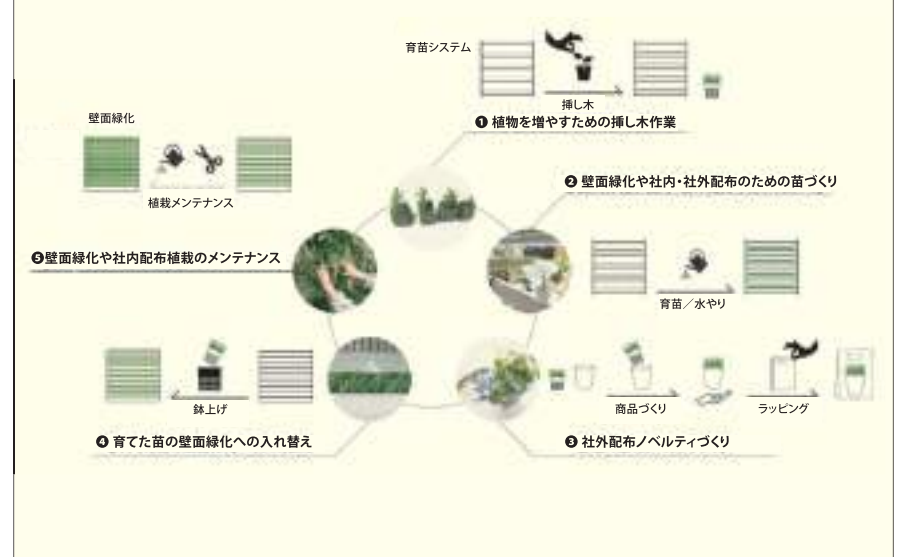 育苗システム
挿し木
❶ 植物を増やすための挿し木作業
壁面緑化
植栽メンテナンス
❷ 壁面緑化や社内・社外配布のための苗づくり
❺壁面緑化や社内配布植栽のメンテナンス
育苗／水やり
鉢上げ
商品づくり
ラッピング
❹ 育てた苗の壁面緑化への入れ替え
❸ 社外配布ノベルティづくり